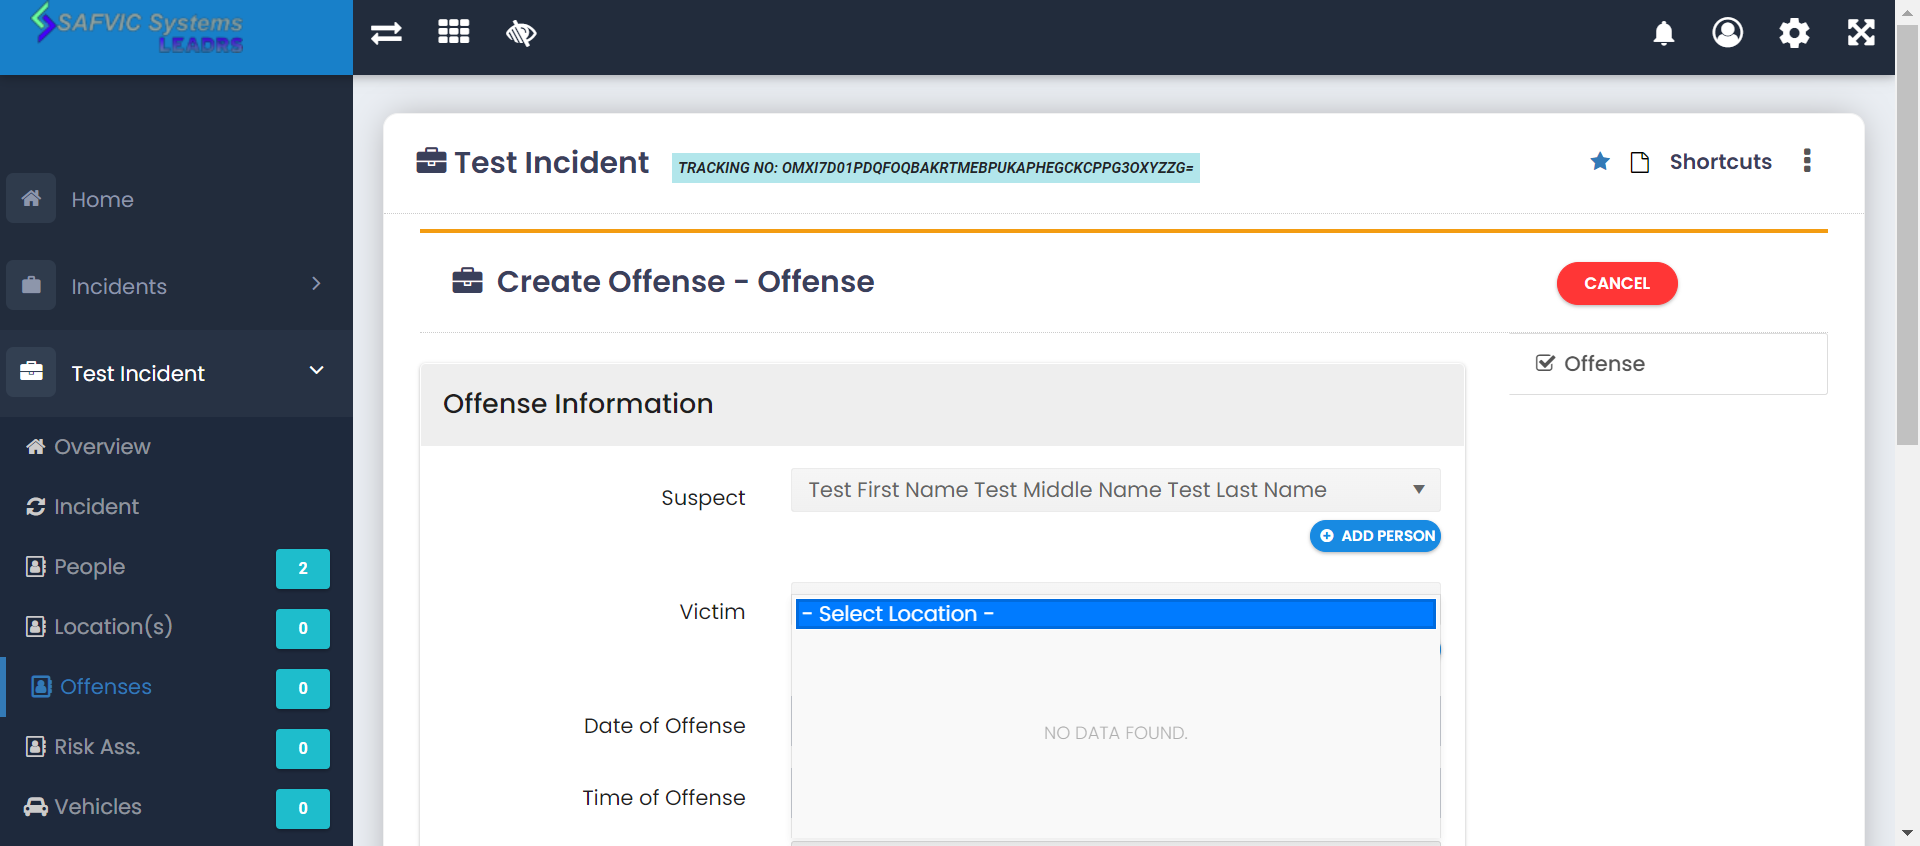 SAFVIC Systems
LEADRS
Home
Incidents
Test Incident
Overview
Incident
People 2
Location(s) 0
Offenses 0
Risk Ass. 0
Vehicles 0
Test Incident TRACKING NO: OMXI7D01PDQFOQBAKRTMEBPUKAPHEGCKCPPG3OXYZZG=
Shortcuts
Create Offense - Offense
CANCEL
Offense
Offense Information
Suspect Test First Name Test Middle Name Test Last Name
ADD PERSON
Victim
- Select Location -
NO DATA FOUND.
Date of Offense
Time of Offense